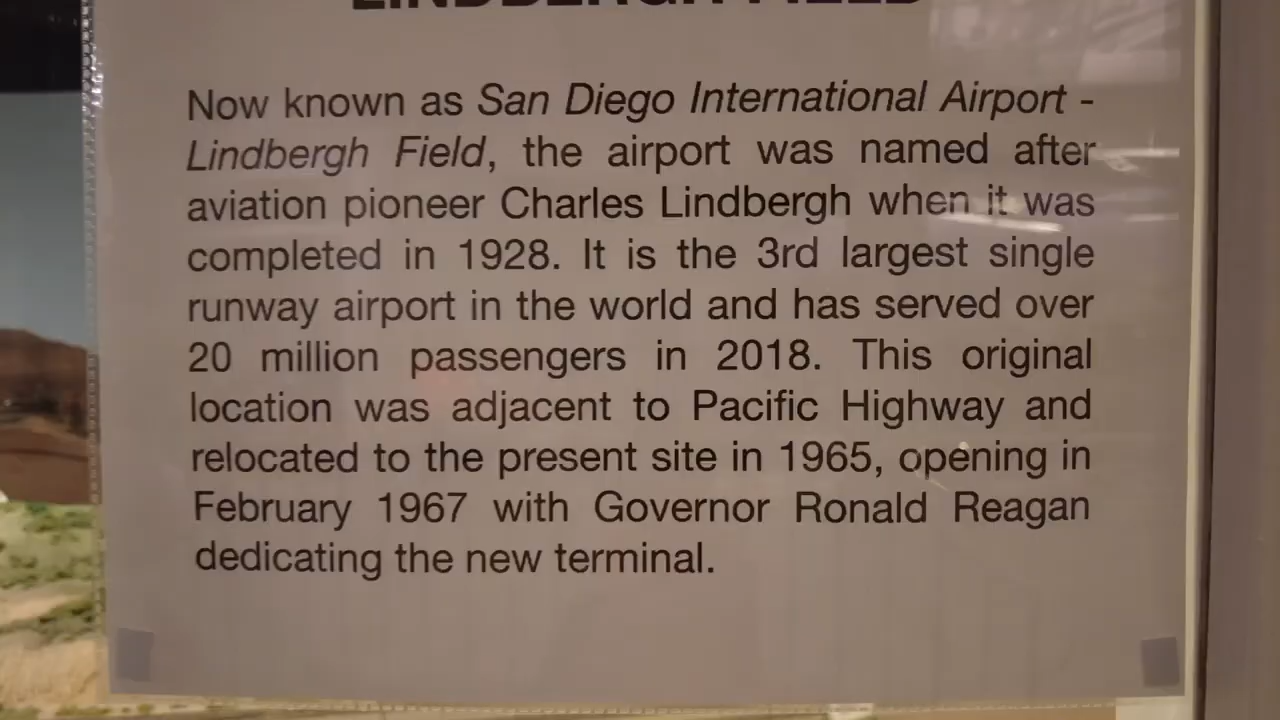 LINDBERGH FIELD
Now known as San Diego International Airport -
Lindbergh Field, the airport was named after
aviation pioneer Charles Lindbergh when it was
completed in 1928. It is the 3rd largest single
runway airport in the world and has served over
20 million passengers in 2018. This original
location was adjacent to Pacific Highway and
relocated to the present site in 1965, opening in
February 1967 with Governor Ronald Reagan
dedicating the new terminal.